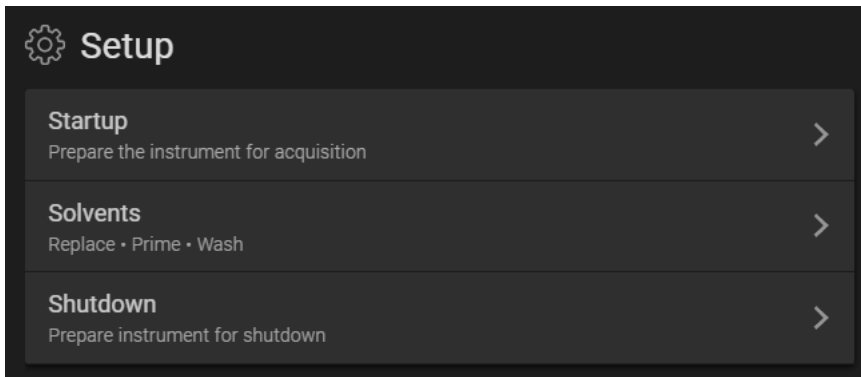 Setup
Startup
Prepare the instrument for acquisition
Solvents
Replace • Prime • Wash
Shutdown
Prepare instrument for shutdown